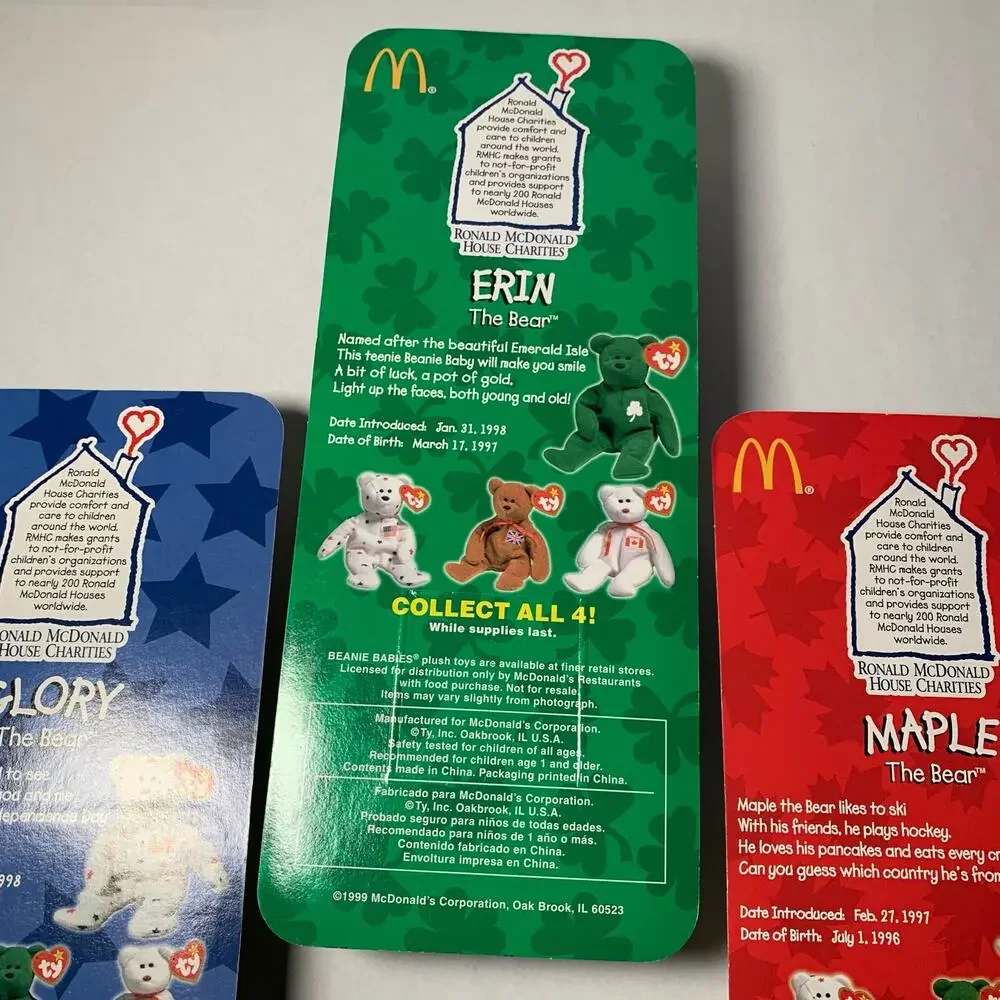 Ronald
McDonald
House Charities
provide comfort and
care to children
around the world.
RMHC makes grants
to not-for-profit
children's organizations
and provides support
to nearly 200 Ronald
McDonald Houses
worldwide.
RONALD MCDONALD
HOUSE CHARITIES
ERIN
The Bear™
Named after the beautiful Emerald Isle
This teenie Beanie Baby will make you smile
A bit of luck, a pot of gold,
Light up the faces, both young and old!
Date Introduced: Jan. 31, 1998
Date of Birth: March 17, 1997
ty
ty
ty
ty
COLLECT ALL 4!
While supplies last.
BEANIE BABIES® plush toys are available at finer retail stores.
Licensed for distribution only by McDonald's Restaurants
with food purchase. Not for resale.
Items may vary slightly from photograph.
Manufactured for McDonald's Corporation.
©Ty, Inc. Oakbrook, IL U.S.A.
Safety tested for children of all ages.
Recommended for children age 1 and older.
Contents made in China. Packaging printed in China.
Fabricado para McDonald's Corporation.
©Ty, Inc. Oakbrook, IL U.S.A.
Probado seguro para niños de todas edades.
Recomendado para niños de 1 año o más.
Contenido fabricado en China.
Envoltura impresa en China.
©1999 McDonald's Corporation, Oak Brook, IL 60523
Ronald
McDonald
House Charities
provide comfort and
care to children
around the world.
RMHC makes grants
to not-for-profit
children's organizations
and provides support
to nearly 200 Ronald
McDonald Houses
worldwide.
ONALD MCDONALD
HOUSE CHARITIES
GLORY
The Bear
to see
and me
dependence Day
998
ty
ty
Ronald
McDonald
House Charities
provide comfort and
care to children
around the world.
RMHC makes grants
to not-for-profit
children's organizations
and provides support
to nearly 200 Ronald
McDonald Houses
worldwide.
RONALD MCDONALD
HOUSE CHARITIES
MAPLE
The Bear™
Maple the Bear likes to ski
With his friends, he plays hockey.
He loves his pancakes and eats every
Can you guess which country he's from
Date Introduced: Feb. 27, 1997
Date of Birth: July 1, 1996